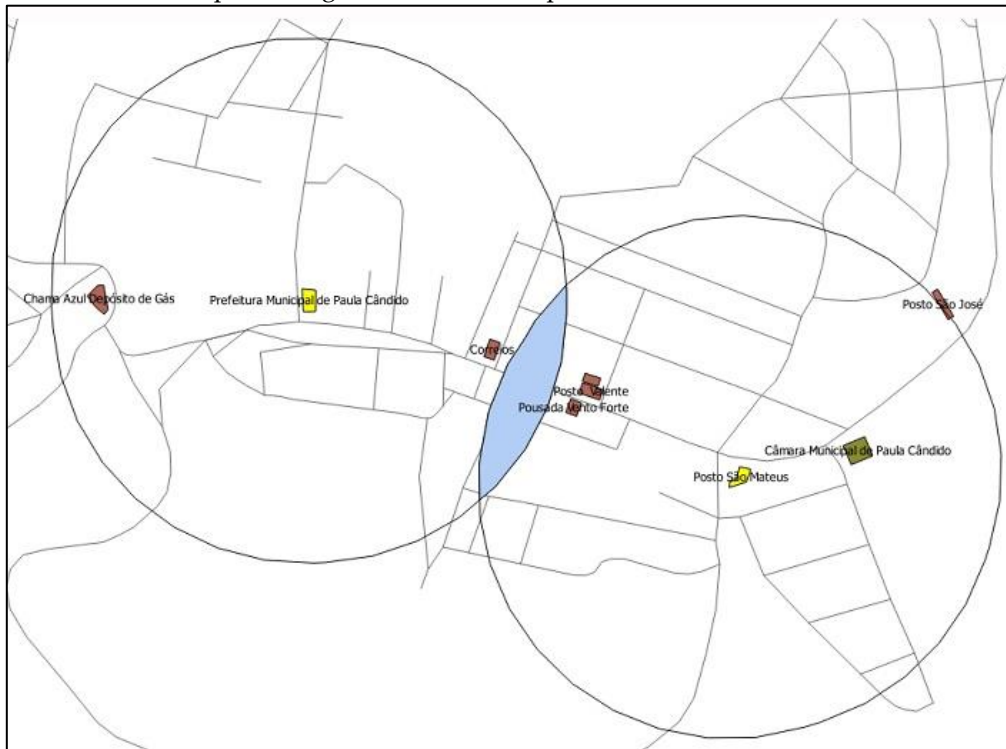 Chama Azul Depósito de Gás
Prefeitura Municipal de Paula Cândido
Posto São José
Correios
Posto Valente
Pousada Vento Forte
Câmara Municipal de Paula Cândido
Posto São Mateus